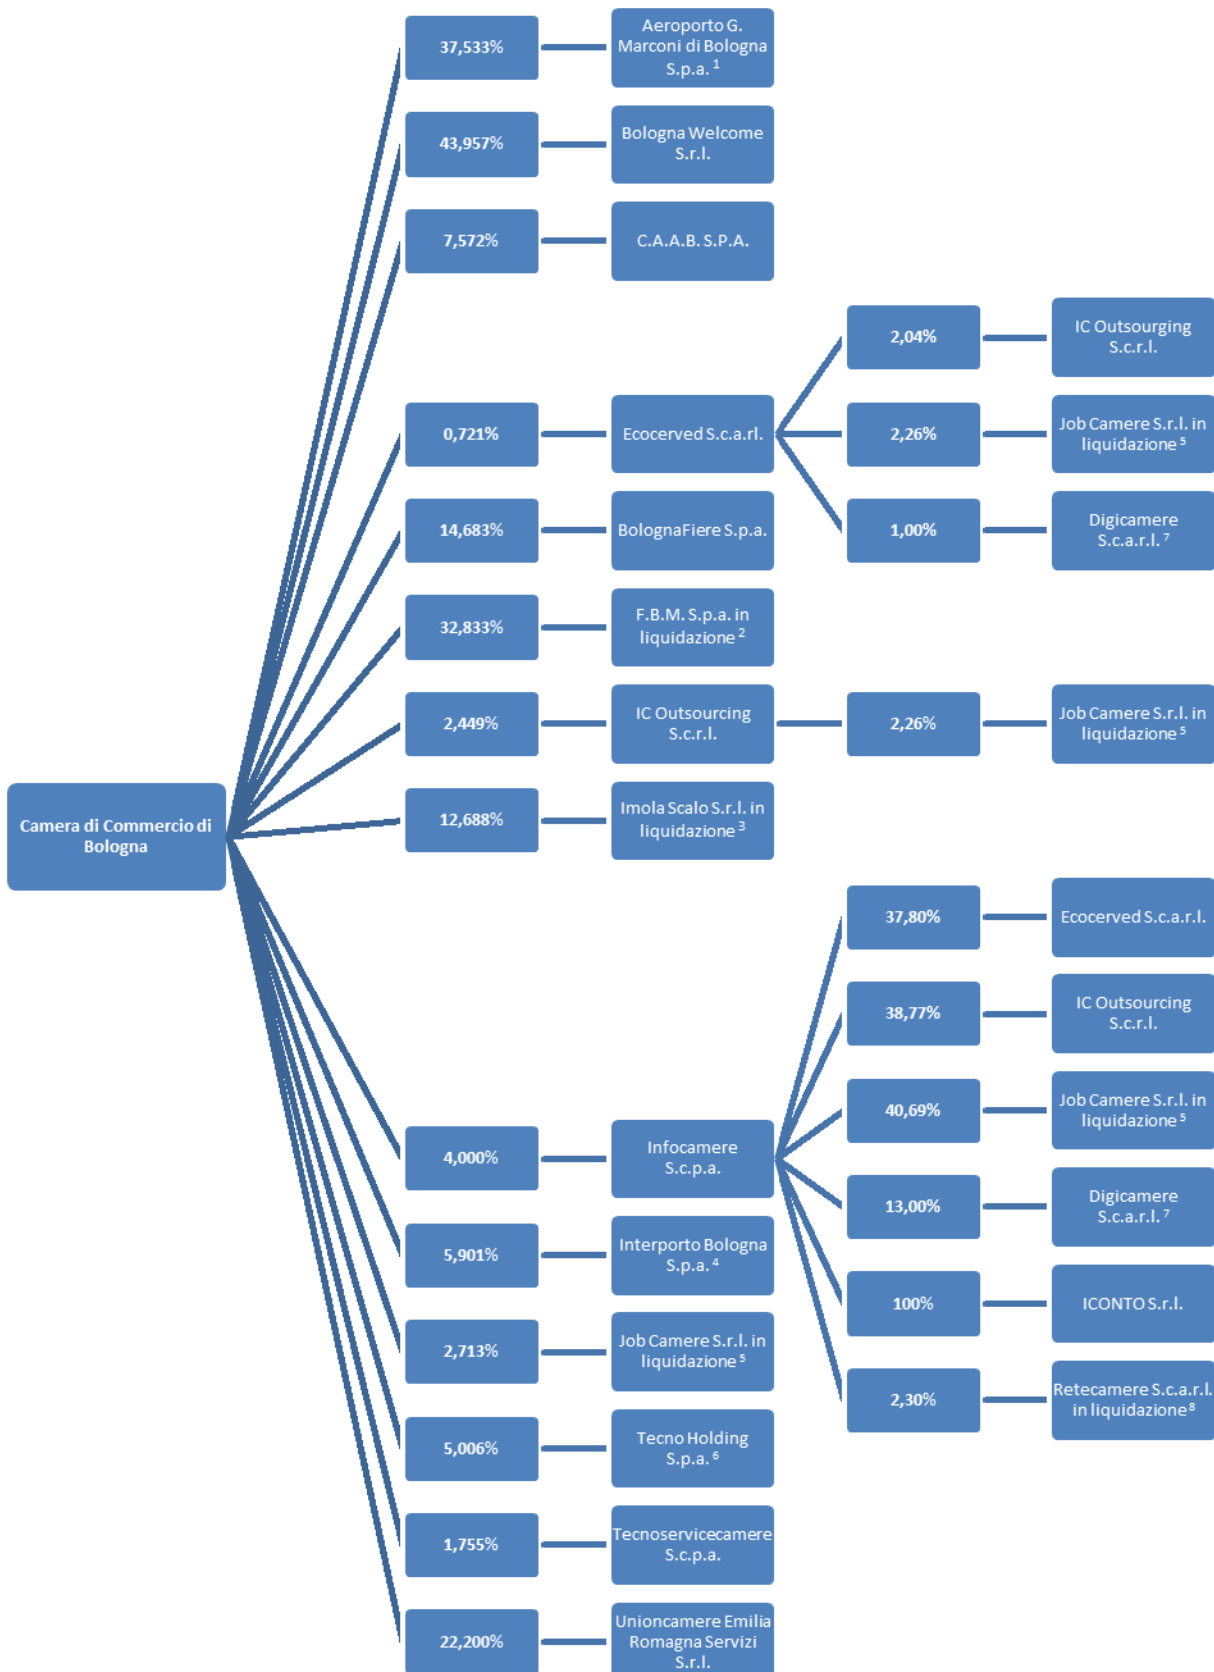 37,533%
Aeroporto G.
Marconi di Bologna
S.p.a. ¹
43,957%
Bologna Welcome
S.r.l.
7,572%
C.A.A.B. S.P.A.
0,721%
Ecocerved S.c.a.rl.
2,04%
IC Outsourging
S.c.r.l.
2,26%
Job Camere S.r.l. in
liquidazione ⁵
1,00%
Digicamere
S.c.a.r.l. ⁷
14,683%
BolognaFiere S.p.a.
32,833%
F.B.M. S.p.a. in
liquidazione ²
2,449%
IC Outsourcing
S.c.r.l.
2,26%
Job Camere S.r.l. in
liquidazione ⁵
12,688%
Imola Scalo S.r.l. in
liquidazione ³
Camera di Commercio di
Bologna
4,000%
Infocamere
S.c.p.a.
37,80%
Ecocerved S.c.a.r.l.
38,77%
IC Outsourcing
S.c.r.l.
40,69%
Job Camere S.r.l. in
liquidazione ⁵
13,00%
Digicamere
S.c.a.r.l. ⁷
100%
ICONTO S.r.l.
2,30%
Retecamere S.c.a.r.l.
in liquidazione ⁸
5,901%
Interporto Bologna
S.p.a. ⁴
2,713%
Job Camere S.r.l. in
liquidazione ⁵
5,006%
Tecno Holding
S.p.a. ⁶
1,755%
Tecnoservicecamere
S.c.p.a.
22,200%
Unioncamere Emilia
Romagna Servizi
S.r.l.